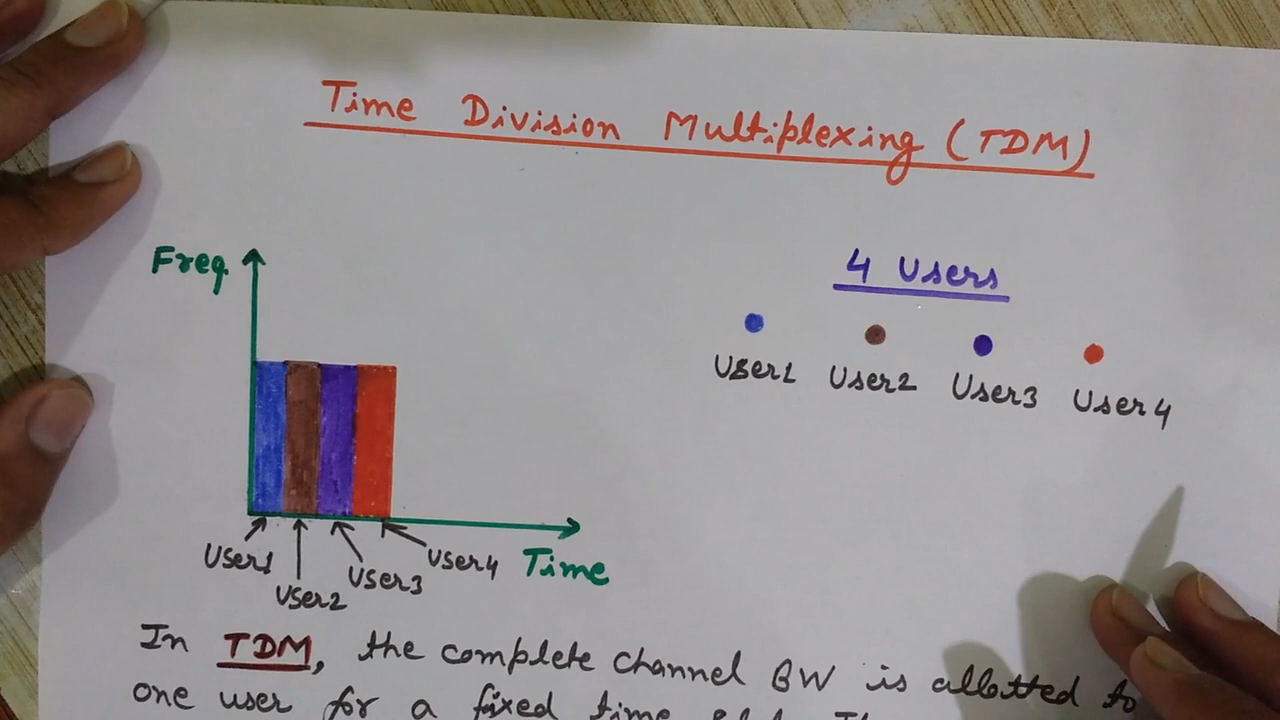 Time Division Multiplexing (TDM)
Freq.
4 Users
User1 User2 User3 User4
User1
User2
User3
User4
Time
In TDM, the complete channel BW is allotted to
one user for a fixed time